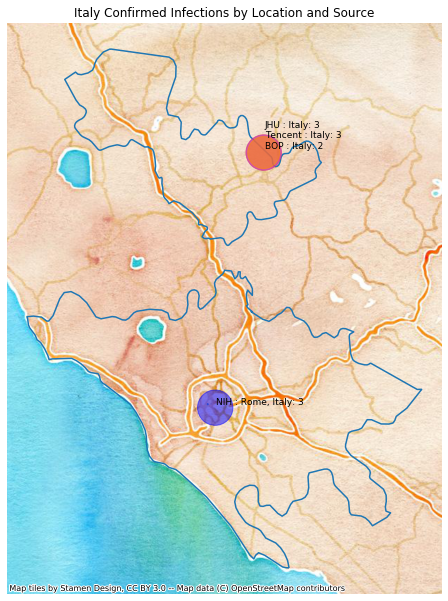 Italy Confirmed Infections by Location and Source
JHU : Italy: 3
Tencent : Italy: 3
BOP : Italy: 2
NIH : Rome, Italy: 3
Map tiles by Stamen Design, CC BY 3.0 -- Map data (C) OpenStreetMap contributors